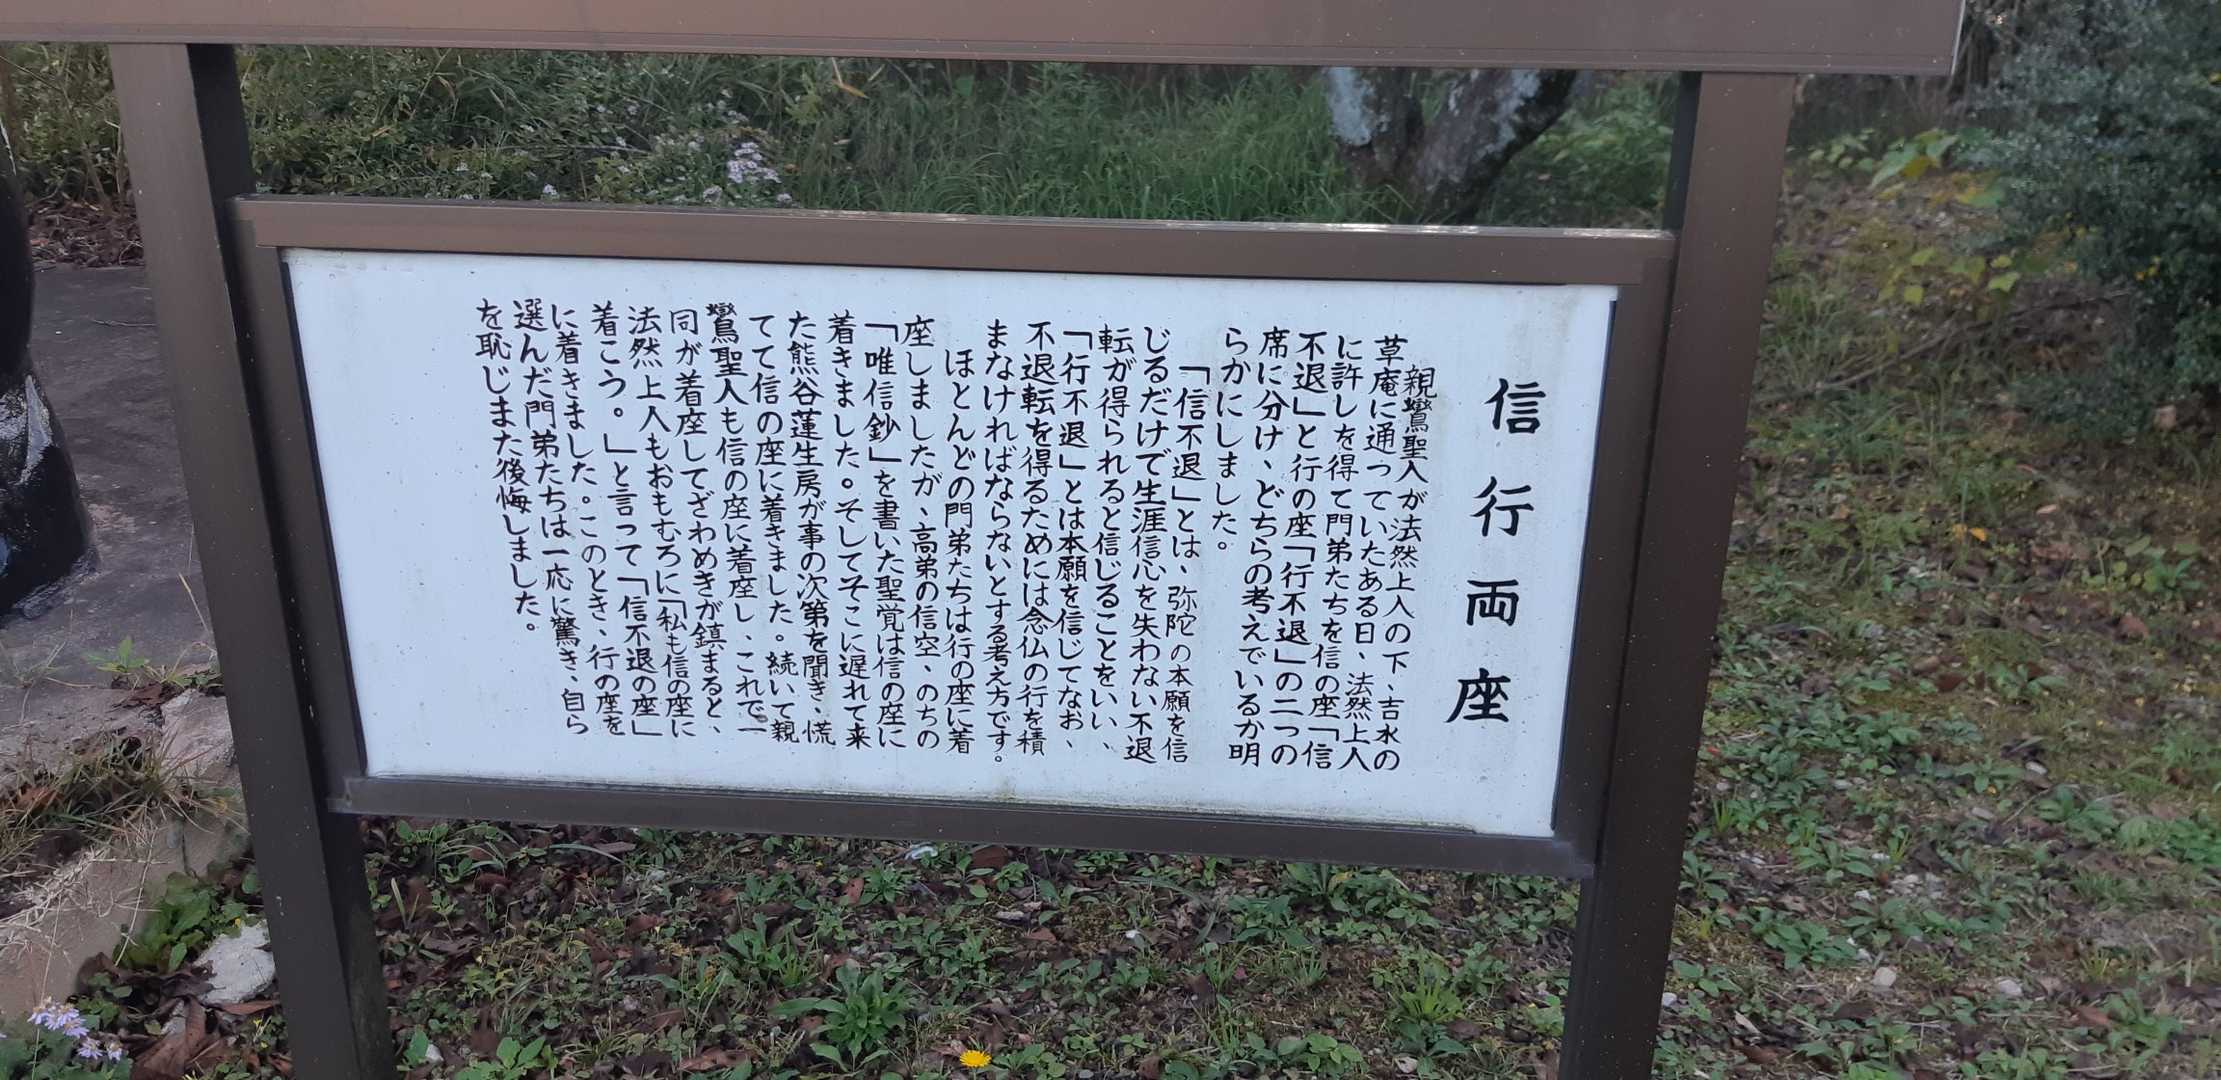 信行両座
親鸞聖人が法然上人の下、吉水の
草庵に通っていたある日、法然上人
に許しを得て門弟たちを信の座「信
不退」と行の座「行不退」の二つの
席に分け、どちらの考えでいるか明
らかにしました。
「信不退」とは、弥陀の本願を信
じるだけで生涯信心を失わない不退
転が得られると信じることをいい、
「行不退」とは本願を信じてなお、
不退転を得るためには念仏の行を積
まなければならないとする考え方です。
ほとんどの門弟たちは行の座に着
座しましたが、高弟の信空、のちの
「唯信鈔」を書いた聖覚は信の座に
着きました。そしてそこに遅れて来
た熊谷蓮生房が事の次第を聞き、慌
てて信の座に着きました。続いて親
鸞聖人も信の座に着座し、これで一
同が着座してざわめきが鎮まると、
法然上人もおもむろに「私も信の座に
着こう。」と言って「信不退の座」
に着きました。このとき、行の座を
選んだ門弟たちは一応に驚き、自ら
を恥じまた後悔しました。